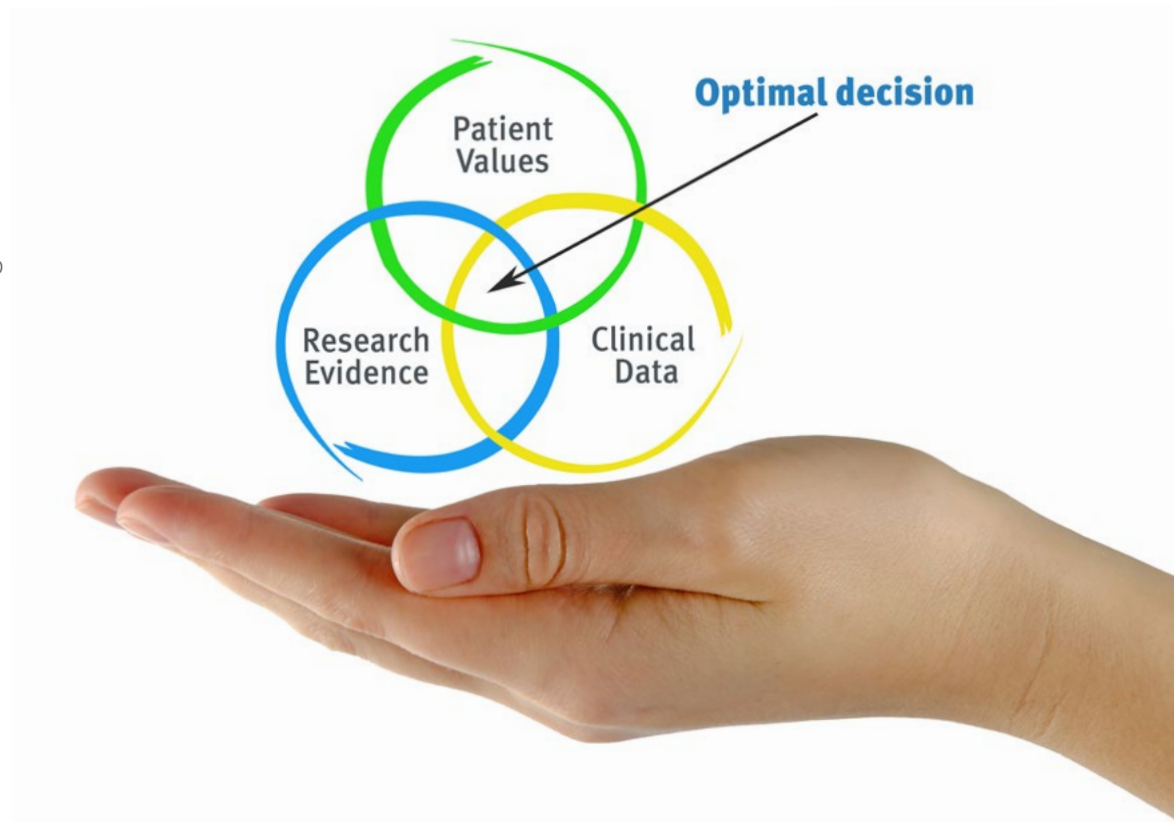 Optimal decision
Patient
Values
Research
Evidence
Clinical
Data